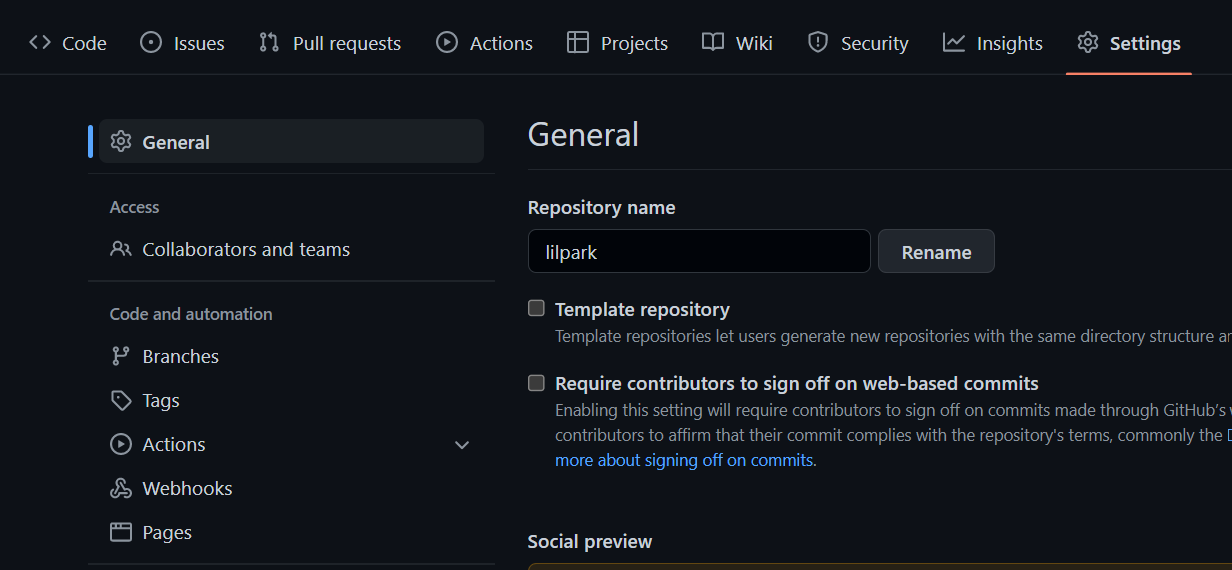 Code Issues Pull requests Actions Projects Wiki Security Insights Settings
General
Access
Collaborators and teams
Code and automation
Branches
Tags
Actions
Webhooks
Pages
General
Repository name
lilpark Rename
Template repository
Template repositories let users generate new repositories with the same directory structure
Require contributors to sign off on web-based commits
Enabling this setting will require contributors to sign off on commits made through GitHub's
contributors to affirm that their commit complies with the repository's terms, commonly the
more about signing off on commits.
Social preview